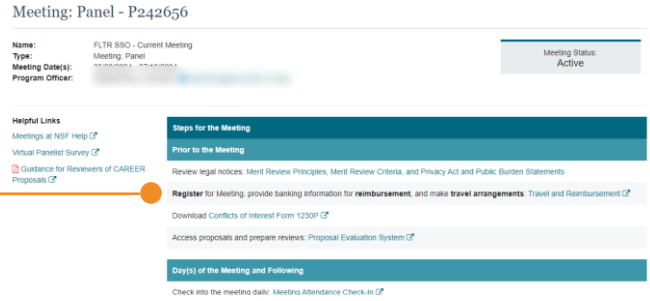 Meeting: Panel - P242656
Name: FLTR SSO - Current Meeting
Type: Meeting: Panel
Meeting Date(s):
Program Officer:
Meeting Status:
Active
Helpful Links
Meetings at NSF Help
Virtual Panelist Survey
Guidance for Reviewers of CAREER
Proposals
Steps for the Meeting
Prior to the Meeting
Review legal notices: Merit Review Principles, Merit Review Criteria, and Privacy Act and Public Burden Statements
Register for Meeting, provide banking information for reimbursement, and make travel arrangements: Travel and Reimbursement
Download Conflicts of Interest Form 1230P
Access proposals and prepare reviews: Proposal Evaluation System
Day(s) of the Meeting and Following
Check into the meeting daily: Meeting Attendance Check-In